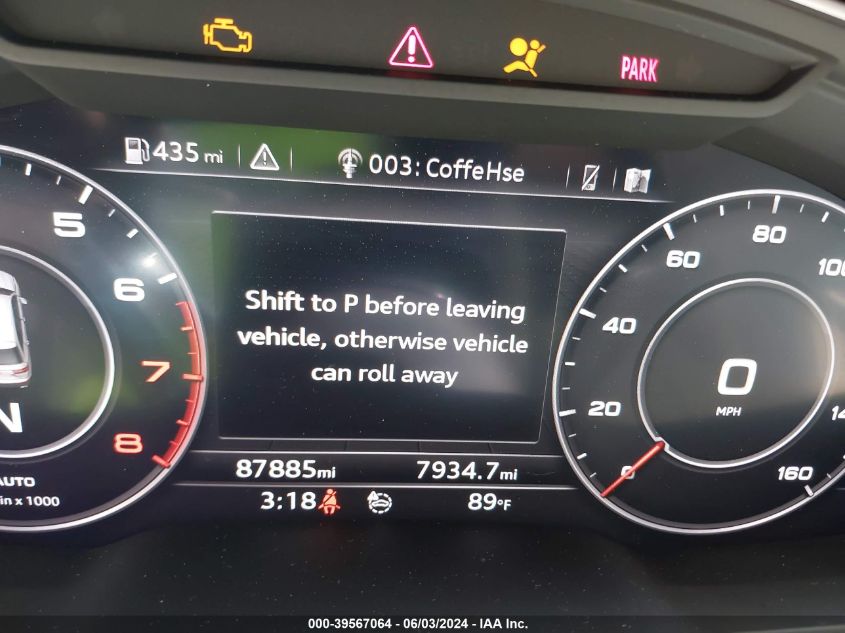 PARK
435 mi
003: CoffeHse
Shift to P before leaving
vehicle, otherwise vehicle
can roll away
5
6
7
8
N
AUTO
in x 1000
0
20
40
60
80
100
160
0
MPH
87885mi
7934.7mi
3:18
89°F
000-39567064 - 06/03/2024 - IAA Inc.